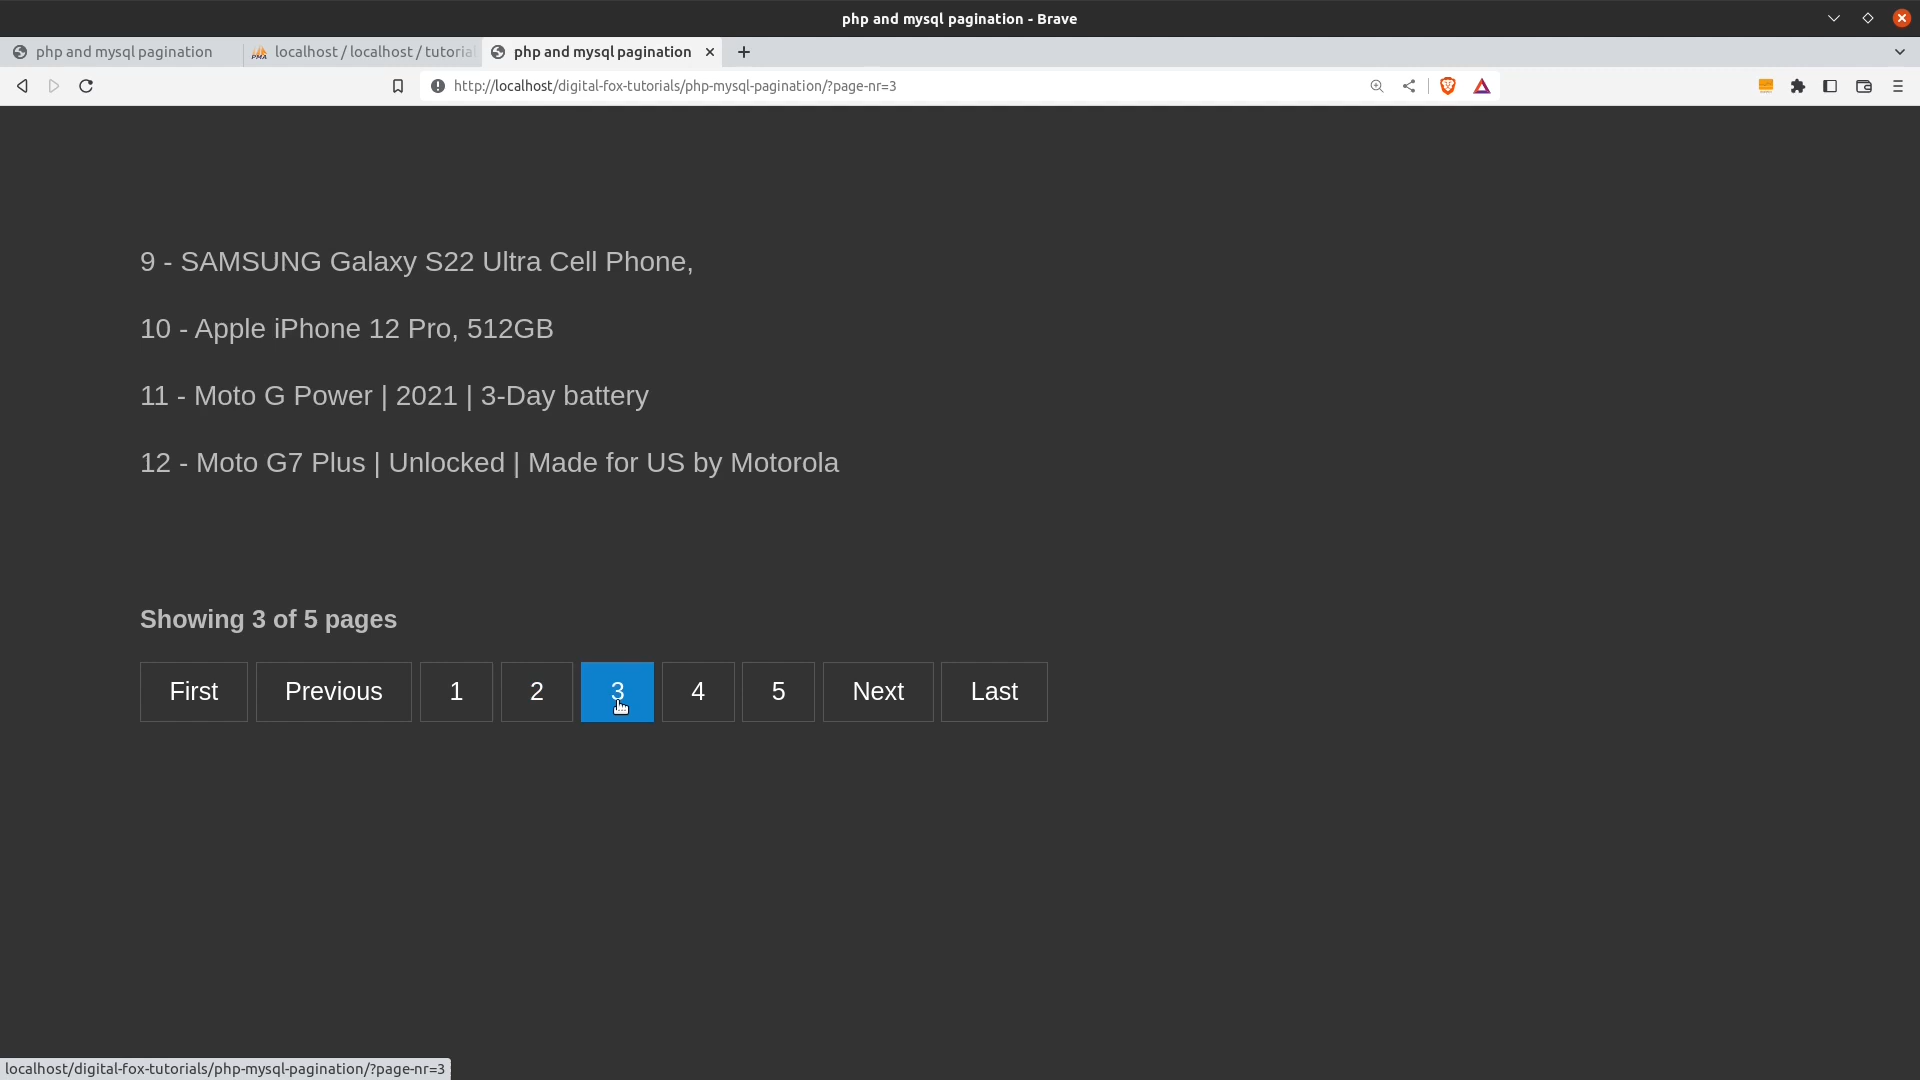 php and mysql pagination - Brave
php and mysql pagination
localhost / localhost / tutoria
php and mysql pagination
http://localhost/digital-fox-tutorials/php-mysql-pagination/?page-nr=3
9 - SAMSUNG Galaxy S22 Ultra Cell Phone,
10 - Apple iPhone 12 Pro, 512GB
11 - Moto G Power | 2021 | 3-Day battery
12 - Moto G7 Plus | Unlocked | Made for US by Motorola
Showing 3 of 5 pages
First Previous 1 2 3 4 5 Next Last
localhost/digital-fox-tutorials/php-mysql-pagination/?page-nr=3